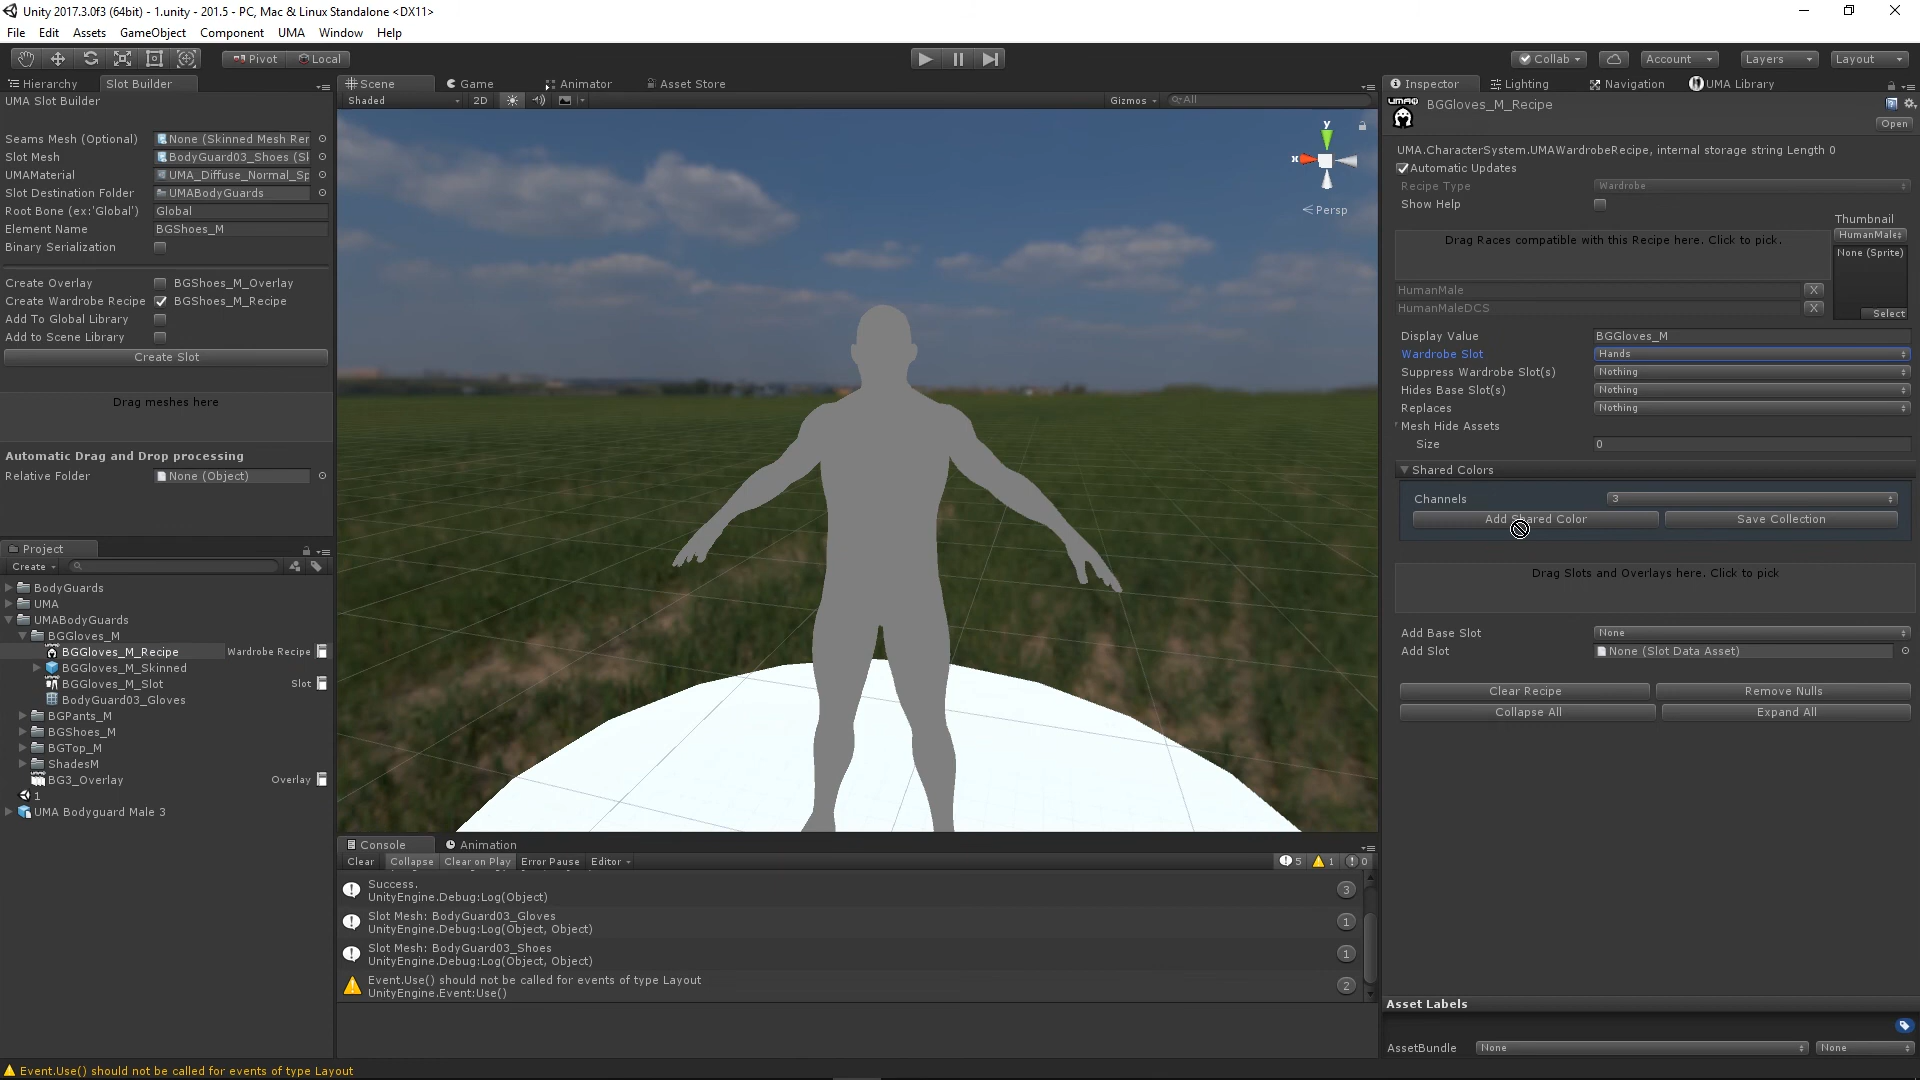 Unity 2017.3.0f3 (64bit) - 1.unity - 201.5 - PC, Mac & Linux Standalone <DX11>
File Edit Assets GameObject Component UMA Window Help
Pivot Local Collab Account Layers Layout
Hierarchy Slot Builder
UMA Slot Builder
Seams Mesh (Optional) None (Skinned Mesh Rer
Slot Mesh BodyGuard03_Shoes (Sl
UMAMaterial UMA_Diffuse_Normal_Sp
Slot Destination Folder UMABodyGuards
Root Bone (ex:'Global') Global
Element Name BGShoes_M
Binary Serialization
Create Overlay BGShoes_M_Overlay
Create Wardrobe Recipe BGShoes_M_Recipe
Add To Global Library
Add to Scene Library
Create Slot
Drag meshes here
Automatic Drag and Drop processing
Relative Folder None (Object)
Project
Create
BodyGuards
UMA
UMABodyGuards
BGGloves_M
BGGloves_M_Recipe Wardrobe Recipe
BGGloves_M_Skinned
BGGloves_M_Slot Slot
BodyGuard03_Gloves
BGPants_M
BGShoes_M
BGTop_M
ShadesM
BG3_Overlay Overlay
1
UMA Bodyguard Male 3
Scene Game Animator Asset Store
Shaded 2D Gizmos All
y
x
Persp
Console Animation
Clear Collapse Clear on Play Error Pause Editor 5 1 0
Success.
UnityEngine.Debug:Log(Object) 3
Slot Mesh: BodyGuard03_Gloves
UnityEngine.Debug:Log(Object, Object) 1
Slot Mesh: BodyGuard03_Shoes
UnityEngine.Debug:Log(Object, Object) 1
Event.Use() should not be called for events of type Layout
UnityEngine.Event:Use() 2
Inspector Lighting Navigation UMA Library
UMA BGGloves_M_Recipe
Open
UMA.CharacterSystem.UMAWardrobeRecipe, internal storage string Length 0
Automatic Updates
Recipe Type Wardrobe
Show Help
Thumbnail
Drag Races compatible with this Recipe here. Click to pick. HumanMale
None (Sprite)
HumanMale X
HumanMaleDCS X
Select
Display Value BGGloves_M
Wardrobe Slot Hands
Suppress Wardrobe Slot(s) Nothing
Hides Base Slot(s) Nothing
Replaces Nothing
Mesh Hide Assets
Size 0
Shared Colors
Channels 3
Add Shared Color Save Collection
Drag Slots and Overlays here. Click to pick
Add Base Slot None
Add Slot None (Slot Data Asset)
Clear Recipe Remove Nulls
Collapse All Expand All
Asset Labels
AssetBundle None None
Event.Use() should not be called for events of type Layout